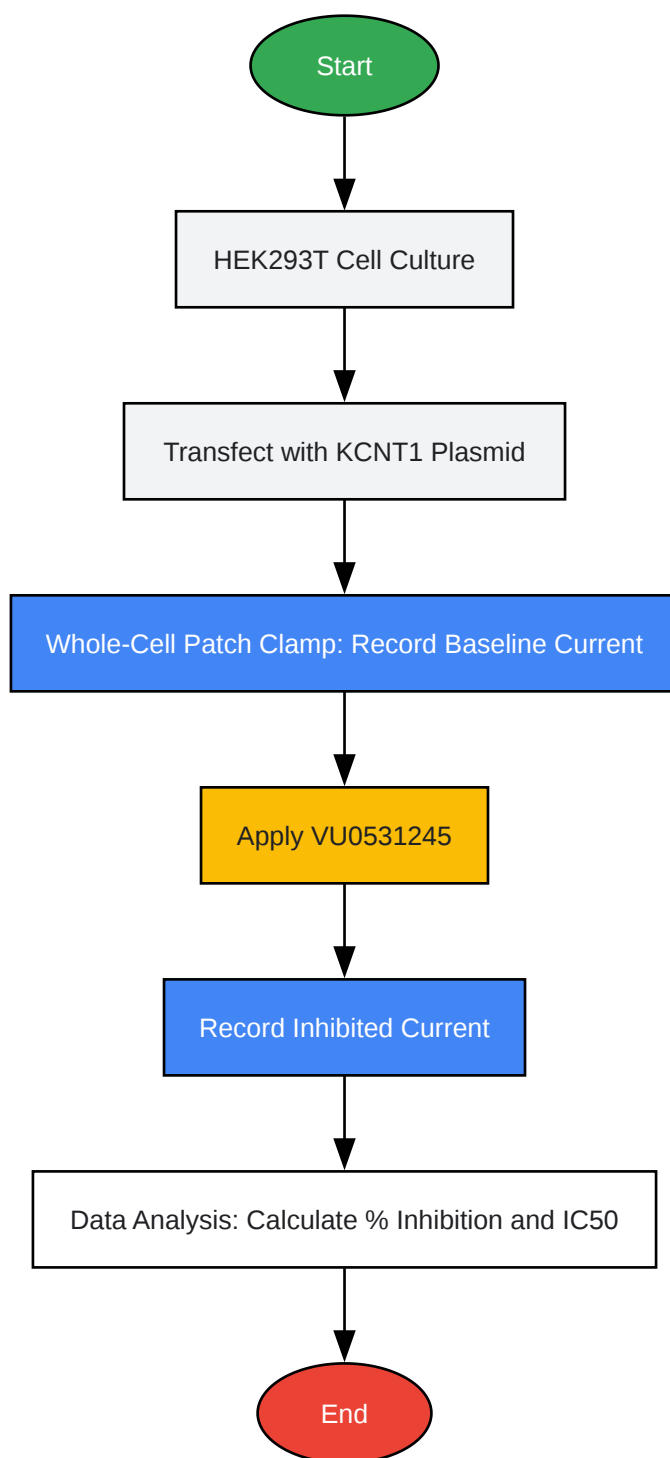 Start
HEK293T Cell Culture
Transfect with KCNT1 Plasmid
Whole-Cell Patch Clamp: Record Baseline Current
Apply VU0531245
Record Inhibited Current
Data Analysis: Calculate % Inhibition and IC50
End